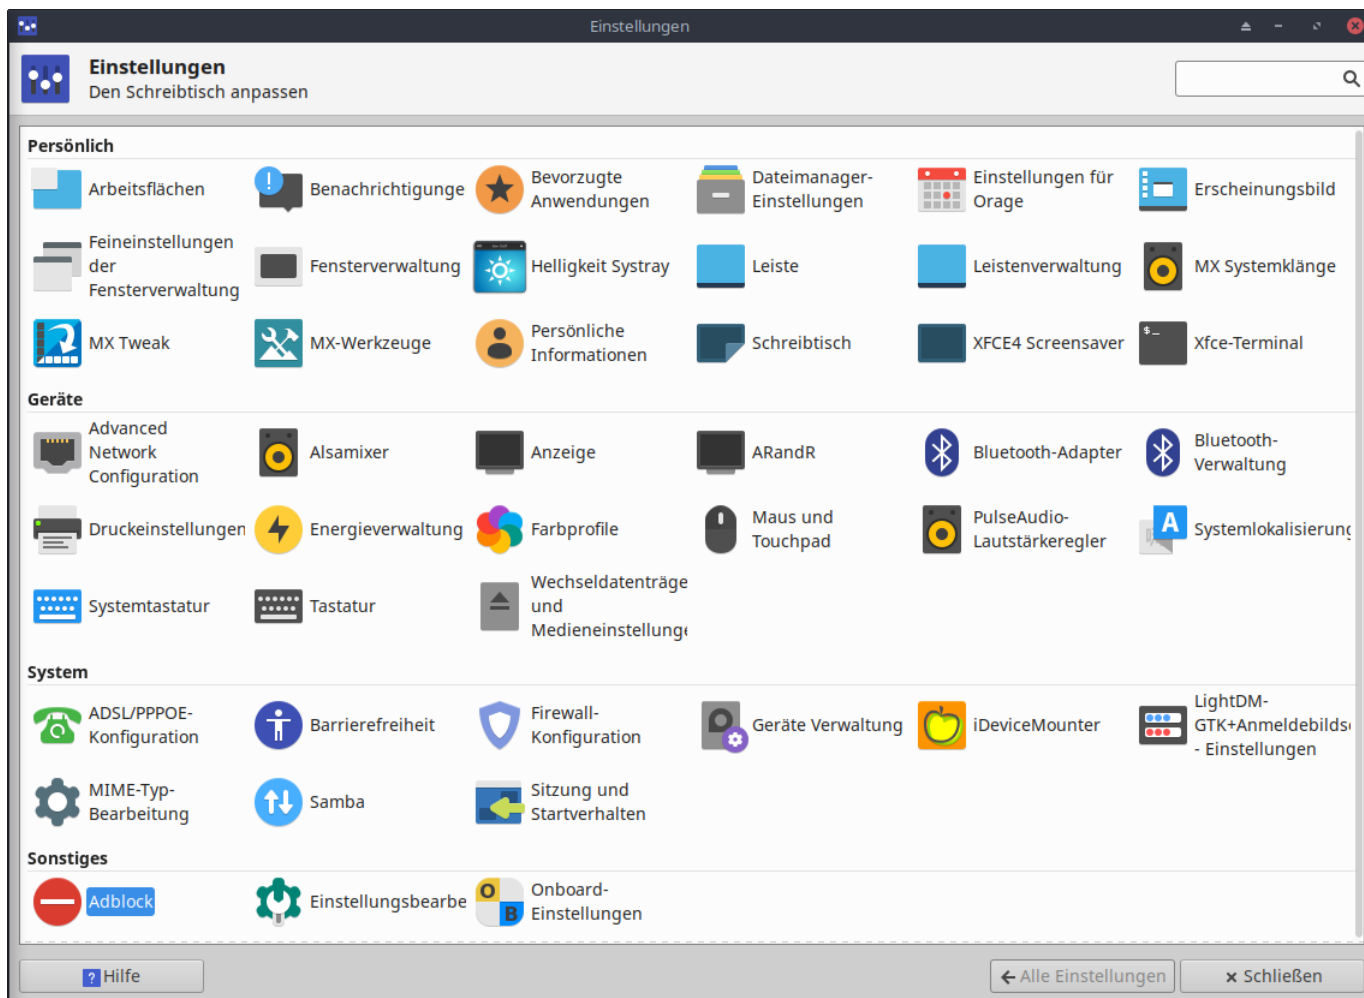 Einstellungen
Einstellungen
Den Schreibtisch anpassen
Persönlich
Arbeitsflächen
Benachrichtigunge
Bevorzugte
Anwendungen
Dateimanager-
Einstellungen
Einstellungen für
Orage
Erscheinungsbild
Feineinstellungen
der
Fensterverwaltung
Fensterverwaltung
Helligkeit Systray
Leiste
Leistenverwaltung
MX Systemklänge
MX Tweak
MX-Werkzeuge
Persönliche
Informationen
Schreibtisch
XFCE4 Screensaver
$_
Xfce-Terminal
Geräte
Advanced
Network
Configuration
Alsamixer
Anzeige
ARandR
Bluetooth-Adapter
Bluetooth-
Verwaltung
Druckeinstellungen
Energieverwaltung
Farbprofile
Maus und
Touchpad
PulseAudio-
Lautstärkeregler
A
Systemlokalisierung
Systemtastatur
Tastatur
Wechseldatenträge
und
Medieneinstellunge
System
ADSL/PPPOE-
Konfiguration
Barrierefreiheit
Firewall-
Konfiguration
Geräte Verwaltung
iDeviceMounter
LightDM-
GTK+Anmeldebildsc
- Einstellungen
MIME-Typ-
Bearbeitung
Samba
Sitzung und
Startverhalten
Sonstiges
Adblock
Einstellungsbearbe
O
B
Onboard-
Einstellungen
? Hilfe
Alle Einstellungen
Schließen